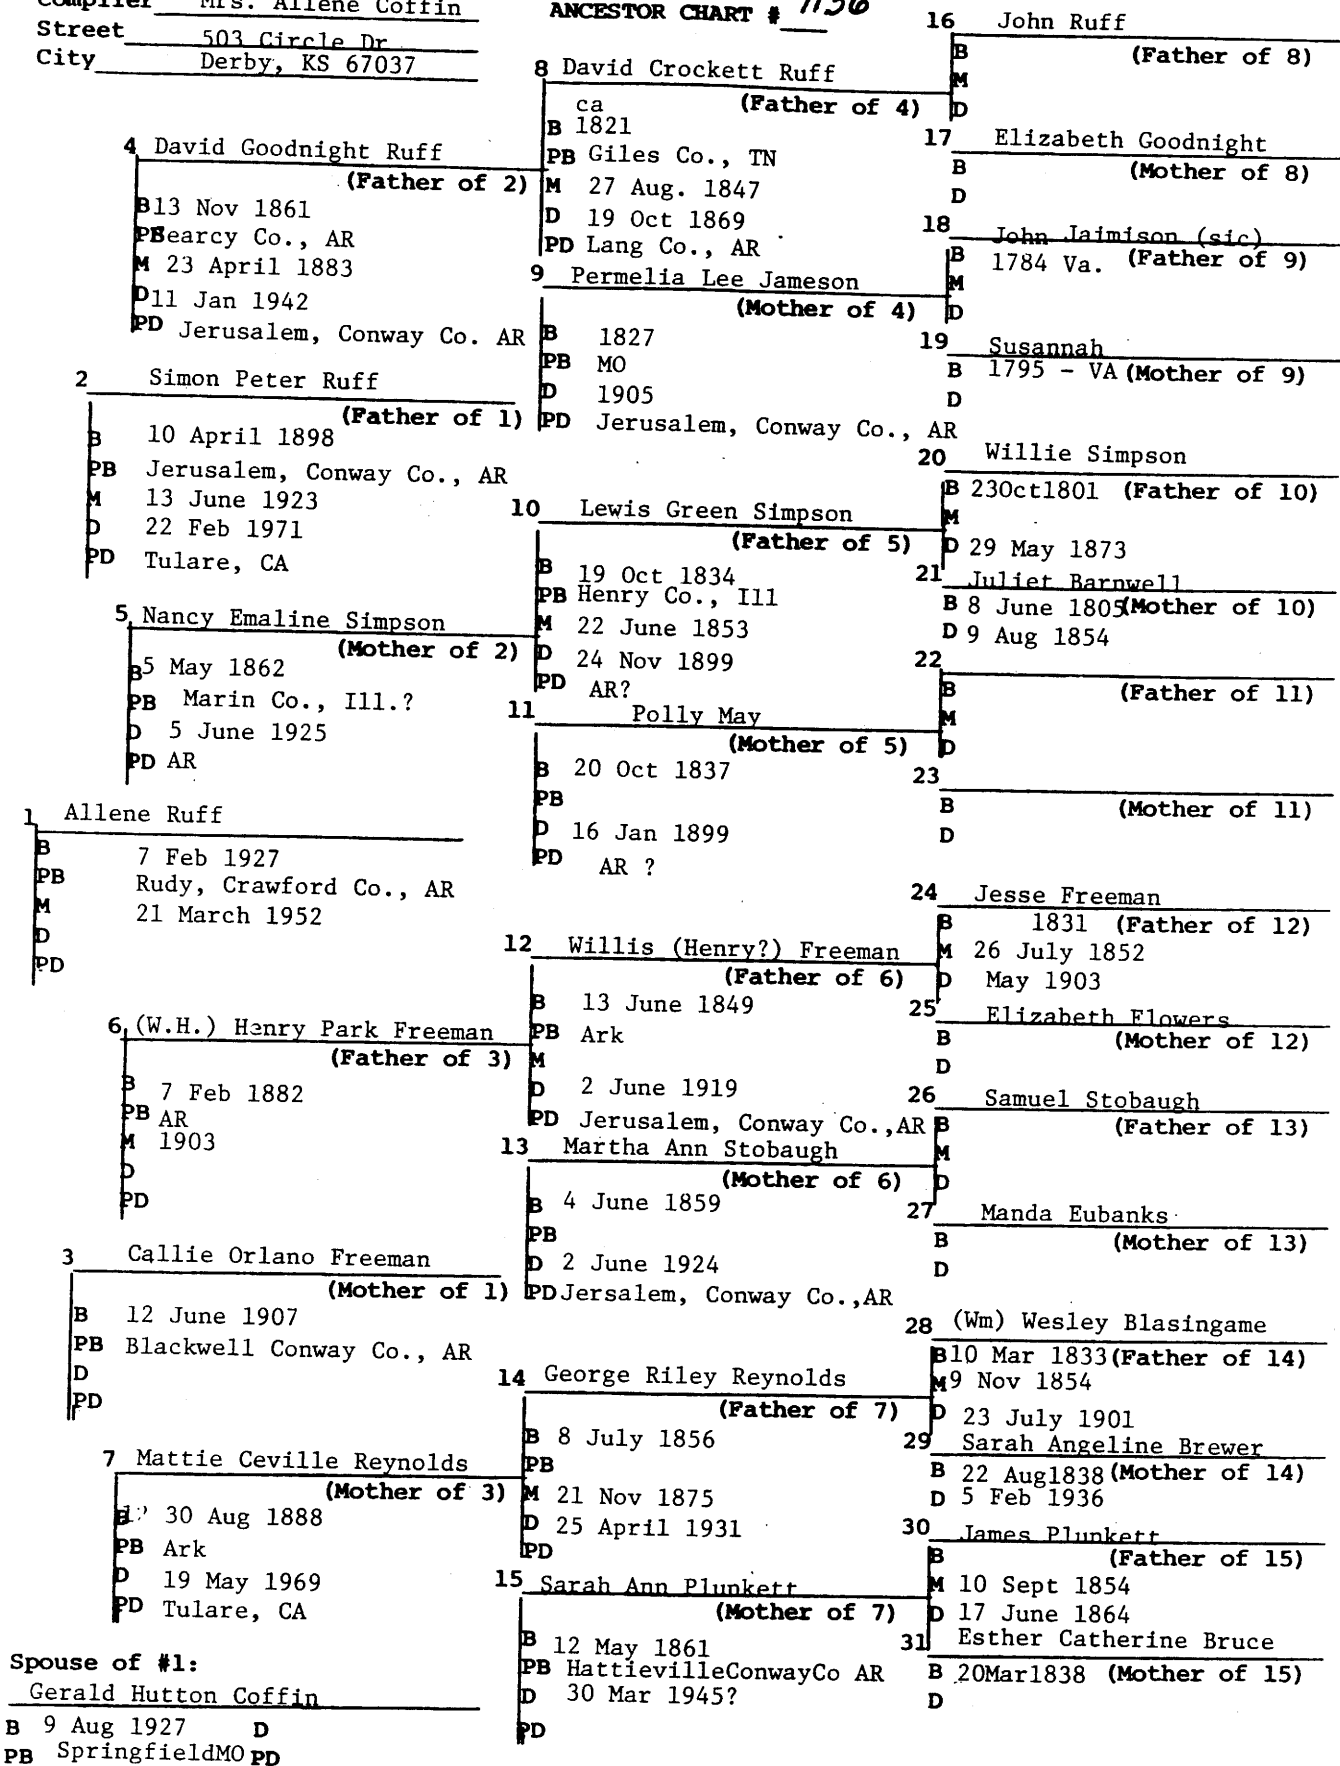 Compiler Mrs. Allene Coffin
Street 503 Circle Dr
City Derby, KS 67037
ANCESTOR CHART # 1136
1 Allene Ruff
B 7 Feb 1927
PB Rudy, Crawford Co., AR
M 21 March 1952
D
PD
2 Simon Peter Ruff
(Father of 1)
B 10 April 1898
PB Jerusalem, Conway Co., AR
M 13 June 1923
D 22 Feb 1971
PD Tulare, CA
3 Callie Orlano Freeman
(Mother of 1)
B 12 June 1907
PB Blackwell Conway Co., AR
D
PD
4 David Goodnight Ruff
(Father of 2)
B 13 Nov 1861
PB Searcy Co., AR
M 23 April 1883
D 11 Jan 1942
PD Jerusalem, Conway Co. AR
5 Nancy Emaline Simpson
(Mother of 2)
B 5 May 1862
PB Marin Co., Ill.?
D 5 June 1925
PD AR
6 (W.H.) Henry Park Freeman
(Father of 3)
B 7 Feb 1882
PB AR
M 1903
D
PD
7 Mattie Ceville Reynolds
(Mother of 3)
B 30 Aug 1888
PB Ark
D 19 May 1969
PD Tulare, CA
8 David Crockett Ruff
(Father of 4)
ca
B 1821
PB Giles Co., TN
M 27 Aug. 1847
D 19 Oct 1869
PD Lang Co., AR
9 Permelia Lee Jameson
(Mother of 4)
B 1827
PB MO
D 1905
PD Jerusalem, Conway Co., AR
10 Lewis Green Simpson
(Father of 5)
B 19 Oct 1834
PB Henry Co., Ill
M 22 June 1853
D 24 Nov 1899
PD AR?
11 Polly May
(Mother of 5)
B 20 Oct 1837
PB
D 16 Jan 1899
PD AR ?
12 Willis (Henry?) Freeman
(Father of 6)
B 13 June 1849
PB Ark
M
D 2 June 1919
PD Jerusalem, Conway Co.,AR
13 Martha Ann Stobaugh
(Mother of 6)
B 4 June 1859
PB
D 2 June 1924
PD Jersalem, Conway Co.,AR
14 George Riley Reynolds
(Father of 7)
B 8 July 1856
PB
M 21 Nov 1875
D 25 April 1931
PD
15 Sarah Ann Plunkett
(Mother of 7)
B 12 May 1861
PB HattievilleConwayCo AR
D 30 Mar 1945?
PD
16 John Ruff
B (Father of 8)
M
D
17 Elizabeth Goodnight
B (Mother of 8)
D
18 John Jaimison (sic)
B 1784 Va. (Father of 9)
M
D
19 Susannah
B 1795 - VA (Mother of 9)
D
20 Willie Simpson
B 23Oct1801 (Father of 10)
M
D 29 May 1873
21 Juliet Barnwell
B 8 June 1805 (Mother of 10)
D 9 Aug 1854
22
B (Father of 11)
M
D
23
B (Mother of 11)
D
24 Jesse Freeman
B 1831 (Father of 12)
M 26 July 1852
D May 1903
25 Elizabeth Flowers
B (Mother of 12)
D
26 Samuel Stobaugh
B (Father of 13)
M
D
27 Manda Eubanks
B (Mother of 13)
D
28 (Wm) Wesley Blasingame
B 10 Mar 1833 (Father of 14)
M 9 Nov 1854
D 23 July 1901
29 Sarah Angeline Brewer
B 22 Aug1838 (Mother of 14)
D 5 Feb 1936
30 James Plunkett
B (Father of 15)
M 10 Sept 1854
D 17 June 1864
31 Esther Catherine Bruce
B 20Mar1838 (Mother of 15)
D
Spouse of #1:
Gerald Hutton Coffin
B 9 Aug 1927 D
PB SpringfieldMO PD